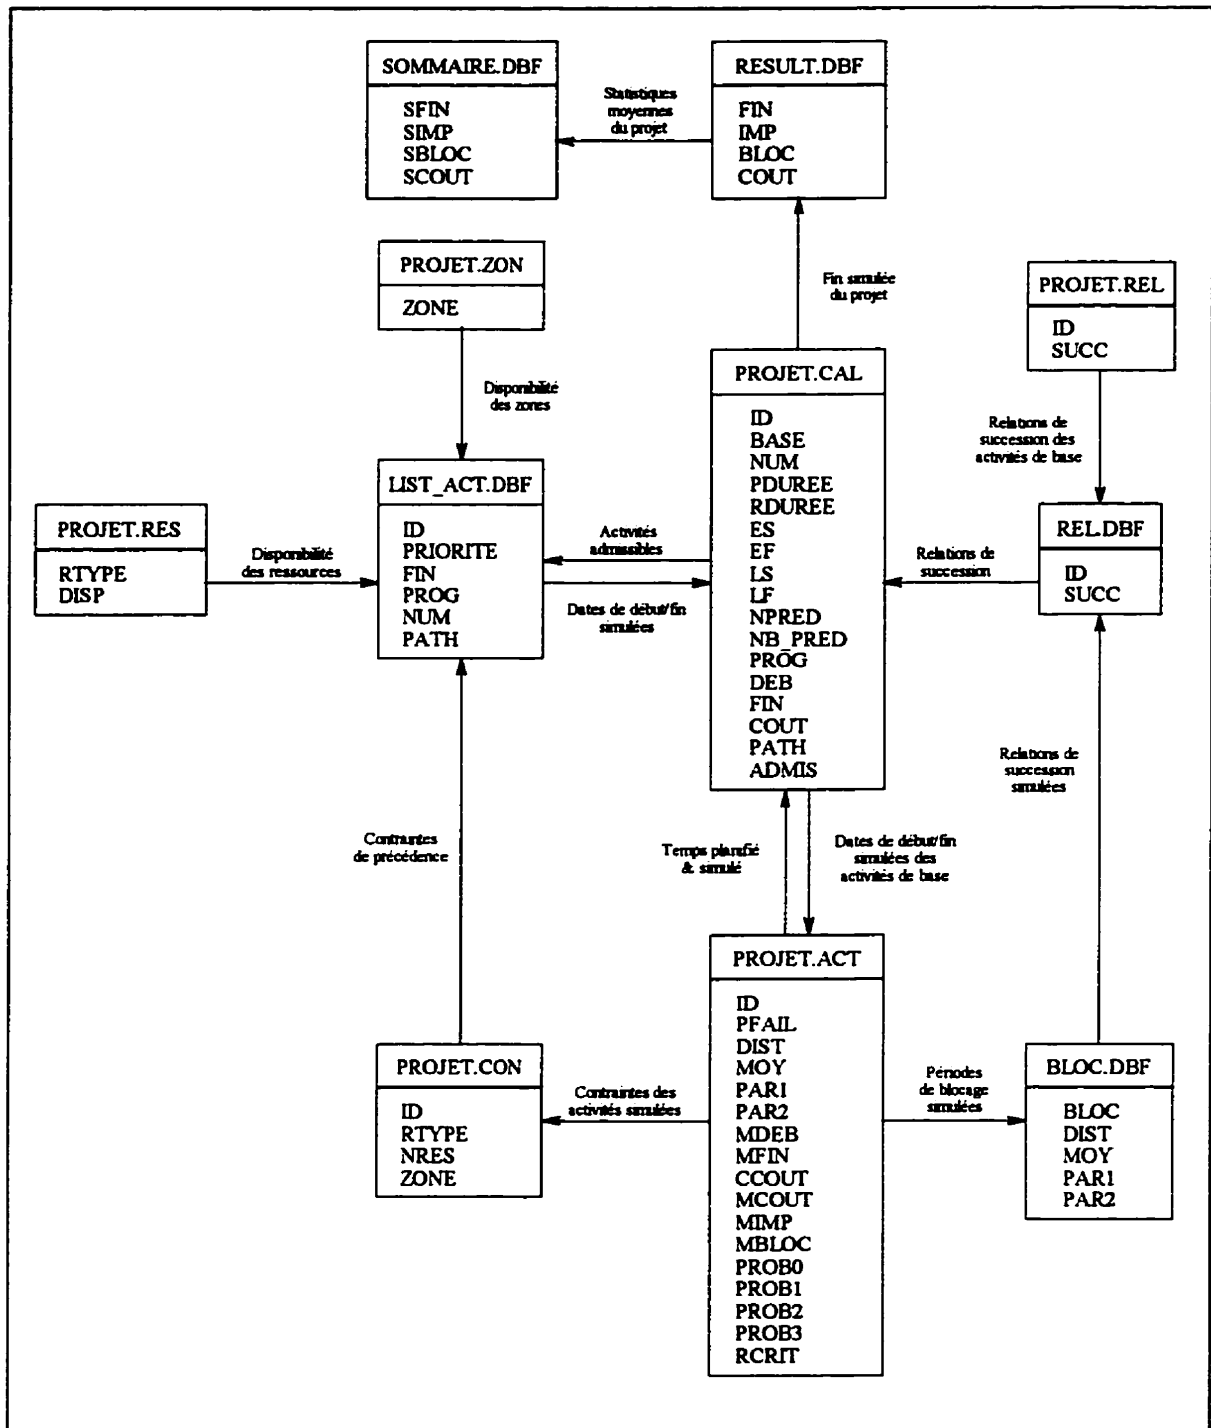 SOMMAIRE.DBF
SFIN
SIMP
SBLOC
SCOUT
Statistiques
moyennes
du projet
RESULT.DBF
FIN
IMP
BLOC
COUT
PROJET.ZON
ZONE
Disponibilité
des zones
Fin simulée
du projet
PROJET.REL
ID
SUCC
Relations de
succession des
activités de base
PROJET.RES
RTYPE
DISP
Disponibilité
des ressources
LIST_ACT.DBF
ID
PRIORITE
FIN
PROG
NUM
PATH
Activités
admissibles
Dates de début/fin
simulées
PROJET.CAL
ID
BASE
NUM
PDUREE
RDUREE
ES
EF
LS
LF
NPRED
NB_PRED
PROG
DEB
FIN
COUT
PATH
ADMIS
Relations de
succession
REL.DBF
ID
SUCC
Relations de
succession
simulées
Contraintes
de précédence
Temps planifié
& simulé
Dates de début/fin
simulées des
activités de base
PROJET.CON
ID
RTYPE
NRES
ZONE
Contraintes des
activités simulées
PROJET.ACT
ID
PFAIL
DIST
MOY
PAR1
PAR2
MDEB
MFIN
CCOUT
MCOUT
MIMP
MBLOC
PROB0
PROB1
PROB2
PROB3
RCRIT
Périodes
de blocage
simulées
BLOC.DBF
BLOC
DIST
MOY
PAR1
PAR2